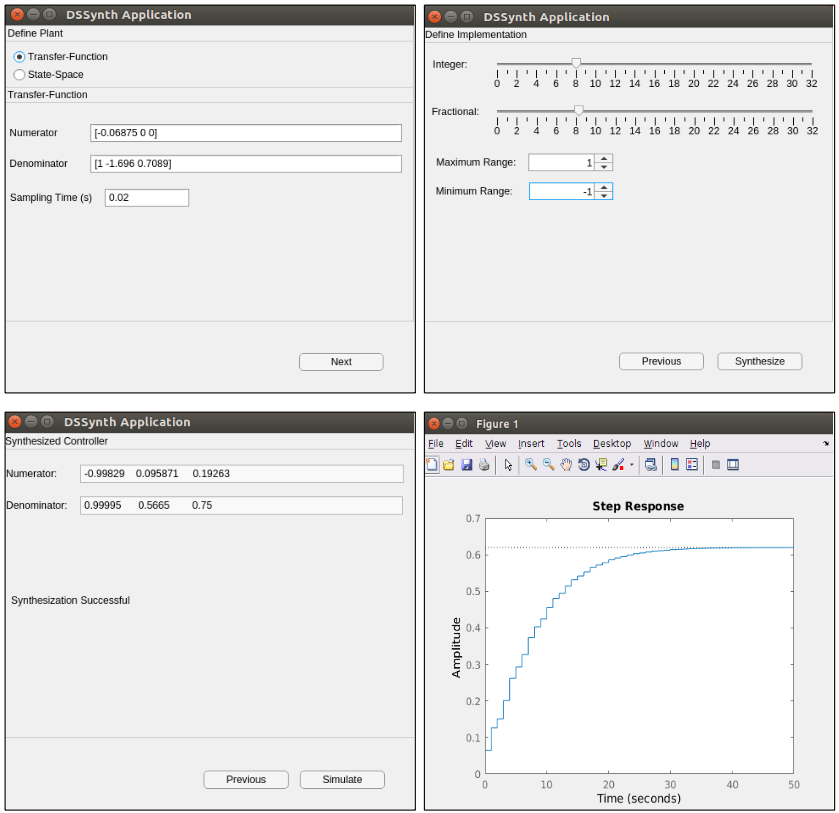 DSSynth Application
Define Plant
Transfer-Function
State-Space
Transfer-Function
Numerator [-0.06875 0 0]
Denominator [1 -1.696 0.7089]
Sampling Time (s) 0.02
Next
DSSynth Application
Define Implementation
Integer:
0 2 4 6 8 10 12 14 16 18 20 22 24 26 28 30 32
Fractional:
0 2 4 6 8 10 12 14 16 18 20 22 24 26 28 30 32
Maximum Range: 1
Minimum Range: -1
Previous Synthesize
DSSynth Application
Synthesized Controller
Numerator: -0.99829 0.095871 0.19263
Denominator: 0.99995 0.5665 0.75
Synthesization Successful
Previous Simulate
Figure 1
File Edit View Insert Tools Desktop Window Help
Step Response
0.7
0.6
0.5
0.4
0.3
0.2
0.1
0
Amplitude
0 10 20 30 40 50
Time (seconds)